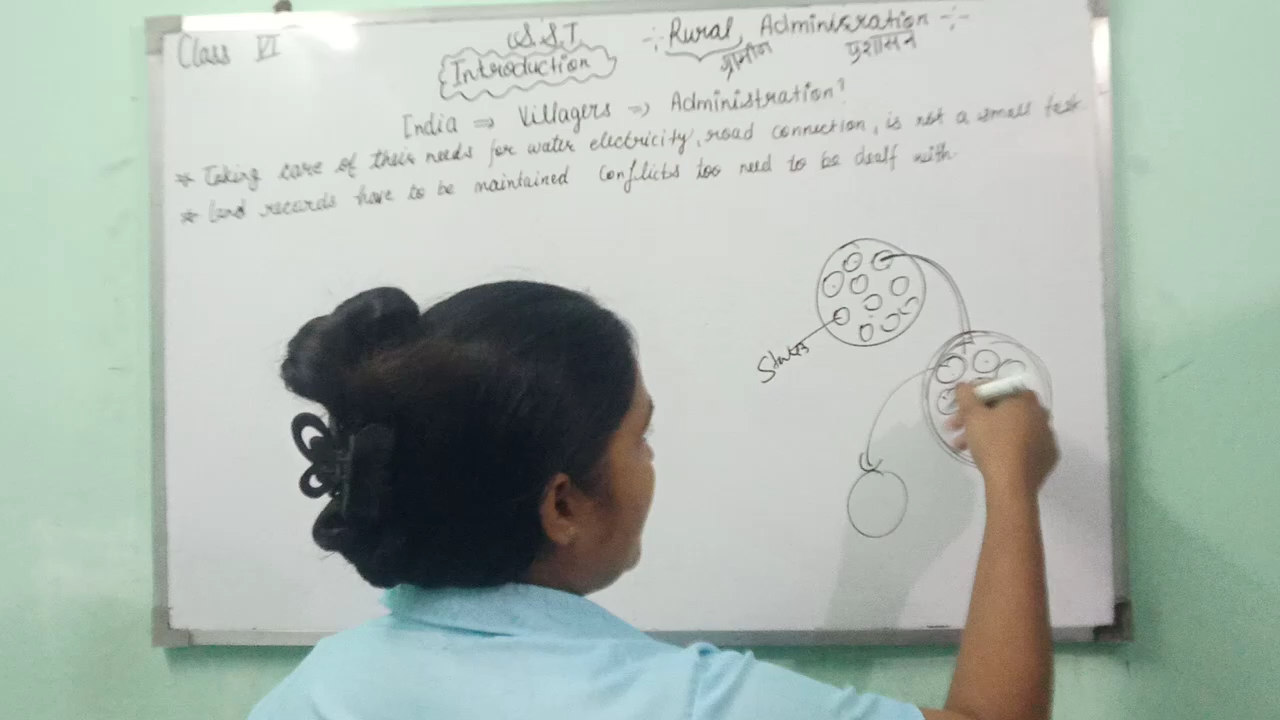 Class VI
S.S.T
-:- Rural Administration -:-
ग्रामीण प्रशासन
Introduction
India ⇒ Villagers ⇒ Administration?
* Taking care of their needs for water electricity, road connection, is not a small task.
* Land records have to be maintained Conflicts too need to be dealf with.
States